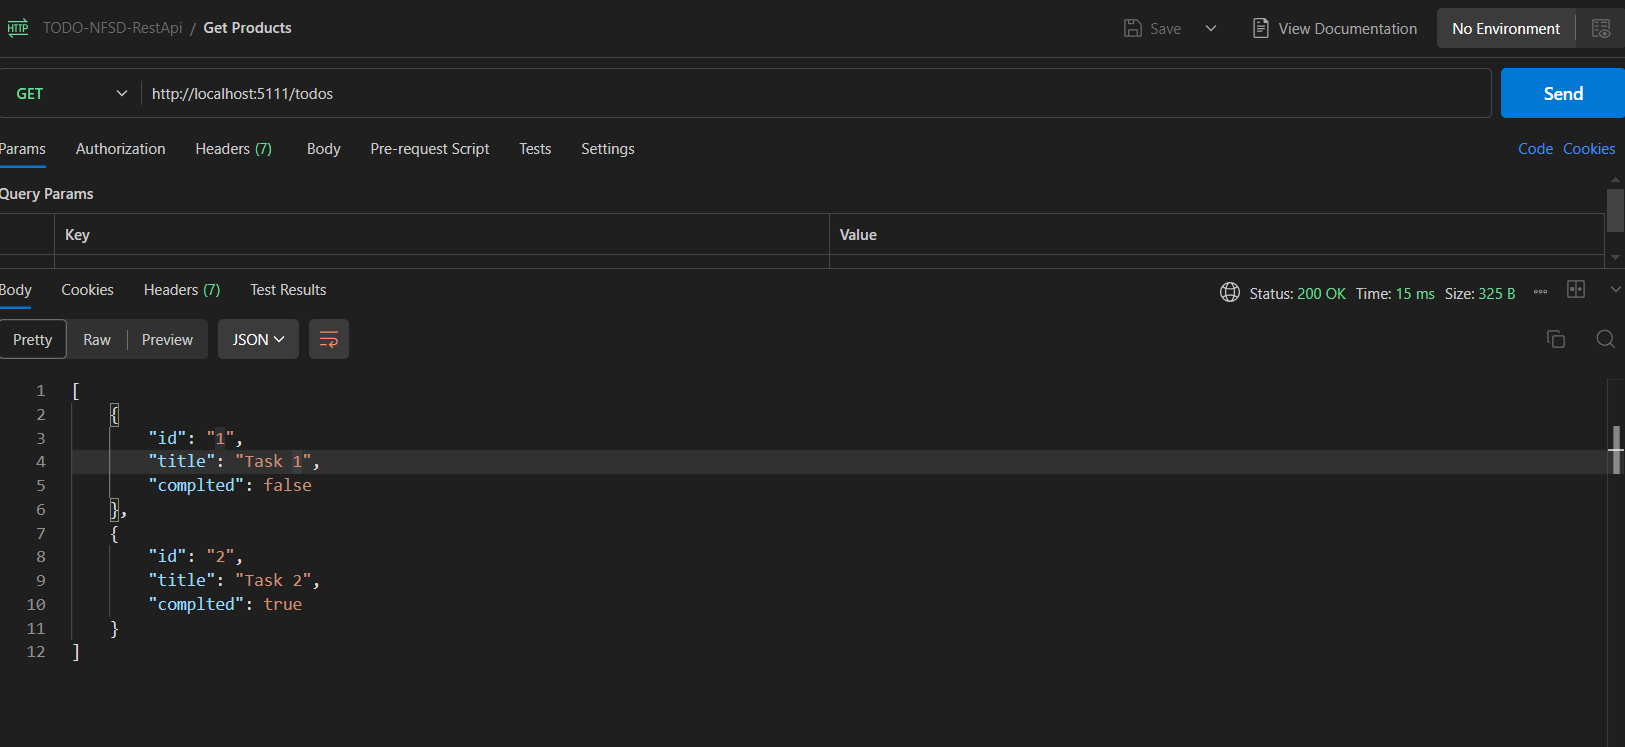 HTTP TODO-NFSD-RestApi / Get Products Save View Documentation No Environment
GET http://localhost:5111/todos Send
Params Authorization Headers (7) Body Pre-request Script Tests Settings Code Cookies
Query Params
Key Value
Body Cookies Headers (7) Test Results Status: 200 OK Time: 15 ms Size: 325 B
Pretty Raw Preview JSON
1 [
2 {
3 "id": "1",
4 "title": "Task 1",
5 "complted": false
6 },
7 {
8 "id": "2",
9 "title": "Task 2",
10 "complted": true
11 }
12 ]